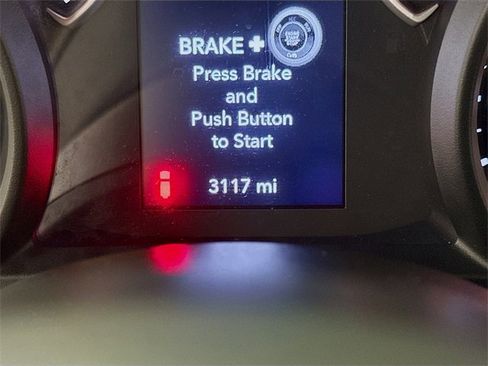 BRAKE +
Press Brake
and
Push Button
to Start
3117 mi